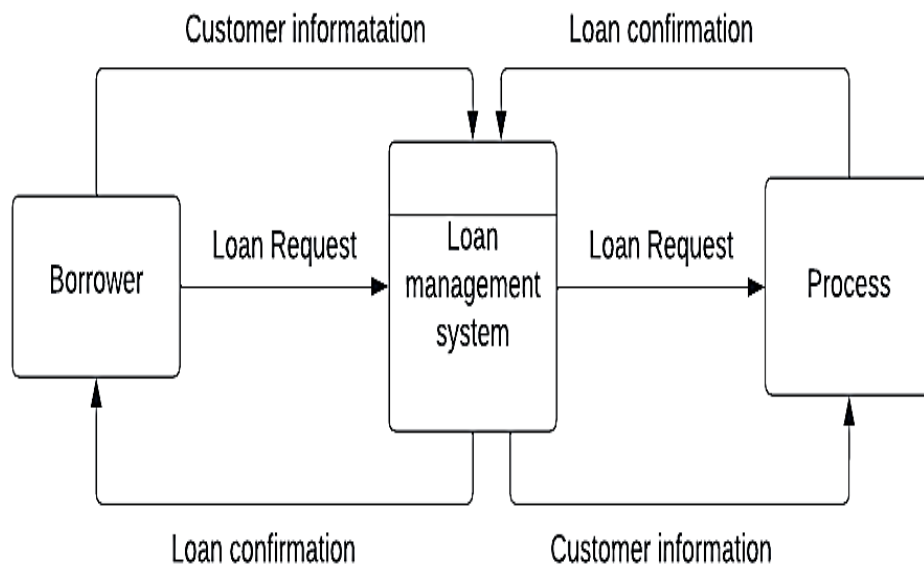 Customer informatation
Loan confirmation
Borrower
Loan Request
Loan
management
system
Loan Request
Process
Loan confirmation
Customer information